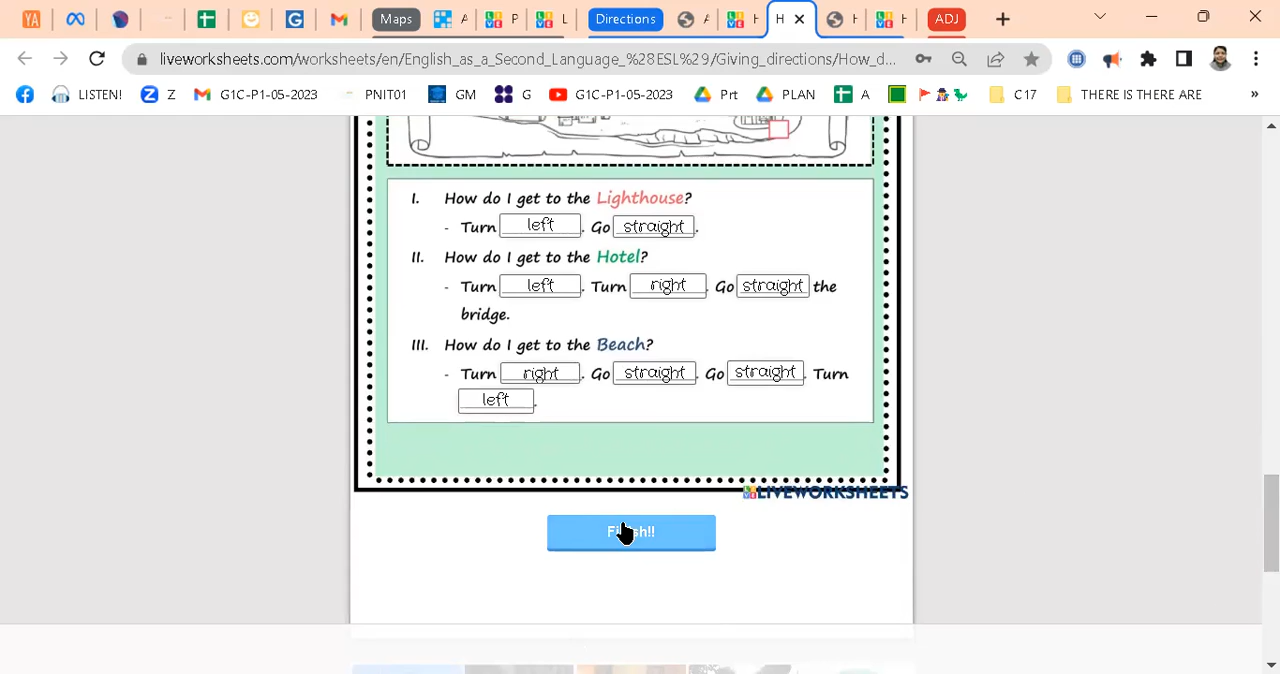 YA
Maps
A
P
L
Directions
A
H
H
H
H
ADJ
liveworksheets.com/worksheets/en/English_as_a_Second_Language_%28ESL%29/Giving_directions/How_d...
LISTEN!
Z
G1C-P1-05-2023
PNIT01
GM
G
G1C-P1-05-2023
Prt
PLAN
A
C 17
THERE IS THERE ARE
»
I. How do I get to the Lighthouse?
- Turn left. Go straight.
II. How do I get to the Hotel?
- Turn left. Turn right. Go straight the
bridge.
III. How do I get to the Beach?
- Turn right. Go straight. Go straight. Turn
left.
LIVEWORKSHEETS